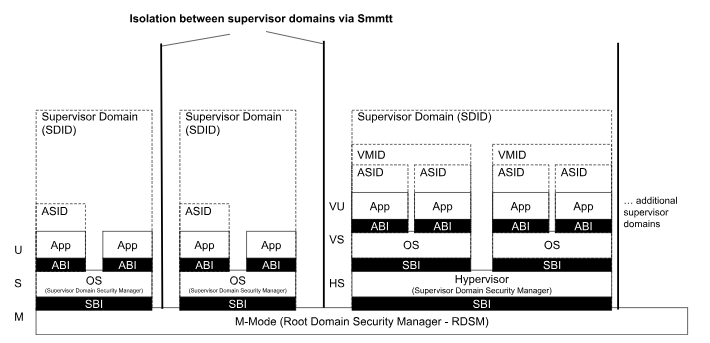 Isolation between supervisor domains via Smmtt
Supervisor Domain
(SDID)
ASID
App
App
ABI
ABI
OS
(Supervisor Domain Security Manager)
SBI
Supervisor Domain
(SDID)
ASID
App
App
ABI
ABI
OS
(Supervisor Domain Security Manager)
SBI
Supervisor Domain (SDID)
VMID
VMID
ASID
ASID
ASID
ASID
App
App
App
App
ABI
ABI
ABI
ABI
OS
OS
SBI
SBI
Hypervisor
(Supervisor Domain Security Manager)
SBI
U
S
M
VU
VS
HS
… additional
supervisor
domains
M-Mode (Root Domain Security Manager - RDSM)